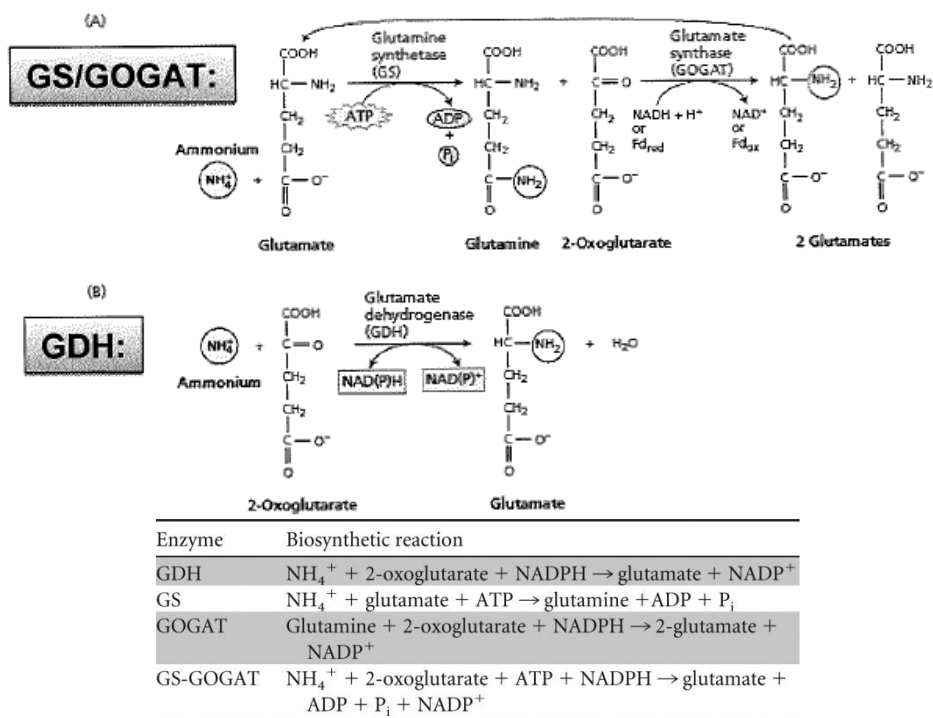 (A)
GS/GOGAT:
COOH
HC—NH₂
CH₂
CH₂
C—O⁻
O
Ammonium
NH₄⁺ +
Glutamate
Glutamine
synthetase
(GS)
ATP
ADP
+
Pᵢ
COOH
HC—NH₂
CH₂
CH₂
C—NH₂
O
Glutamine
+
COOH
C=O
CH₂
CH₂
C—O⁻
O
2-Oxoglutarate
Glutamate
synthase
(GOGAT)
NADH + H⁺
or
Fdred
NAD⁺
or
Fdox
COOH
HC—NH₂
CH₂
CH₂
C—O⁻
O
+
COOH
HC—NH₂
CH₂
CH₂
C—O⁻
O
2 Glutamates
(B)
GDH:
NH₄⁺ +
Ammonium
COOH
C=O
CH₂
CH₂
C—O⁻
O
2-Oxoglutarate
Glutamate
dehydrogenase
(GDH)
NAD(P)H
NAD(P)⁺
COOH
HC—NH₂
CH₂
CH₂
C—O⁻
O
Glutamate
+ H₂O
Enzyme Biosynthetic reaction
GDH NH₄⁺ + 2-oxoglutarate + NADPH → glutamate + NADP⁺
GS NH₄⁺ + glutamate + ATP → glutamine +ADP + Pᵢ
GOGAT Glutamine + 2-oxoglutarate + NADPH → 2-glutamate +
NADP⁺
GS-GOGAT NH₄⁺ + 2-oxoglutarate + ATP + NADPH → glutamate +
ADP + Pᵢ + NADP⁺